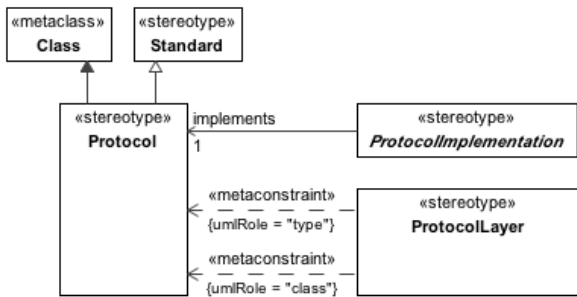 «metaclass»
Class
«stereotype»
Standard
«stereotype»
Protocol
implements
1
«stereotype»
ProtocolImplementation
«metaconstraint»
{umlRole = "type"}
«metaconstraint»
{umlRole = "class"}
«stereotype»
ProtocolLayer